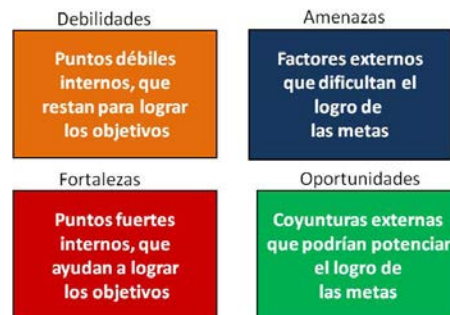 Debilidades
Puntos débiles
internos, que
restan para lograr
los objetivos
Amenazas
Factores externos
que dificultan el
logro de
las metas
Fortalezas
Puntos fuertes
internos, que
ayudan a lograr
los objetivos
Oportunidades
Coyunturas externas
que podrían potenciar
el logro de
las metas